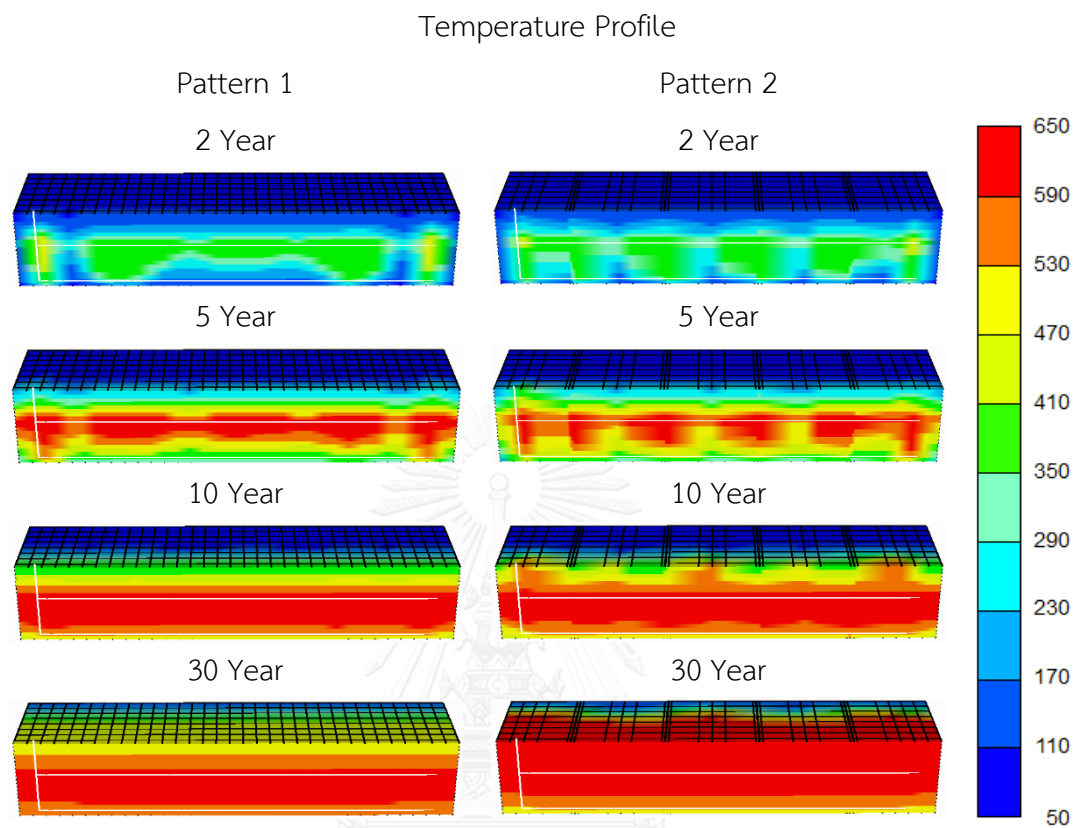 Temperature Profile
Pattern 1
Pattern 2
2 Year
2 Year
5 Year
5 Year
10 Year
10 Year
30 Year
30 Year
650
590
530
470
410
350
290
230
170
110
50